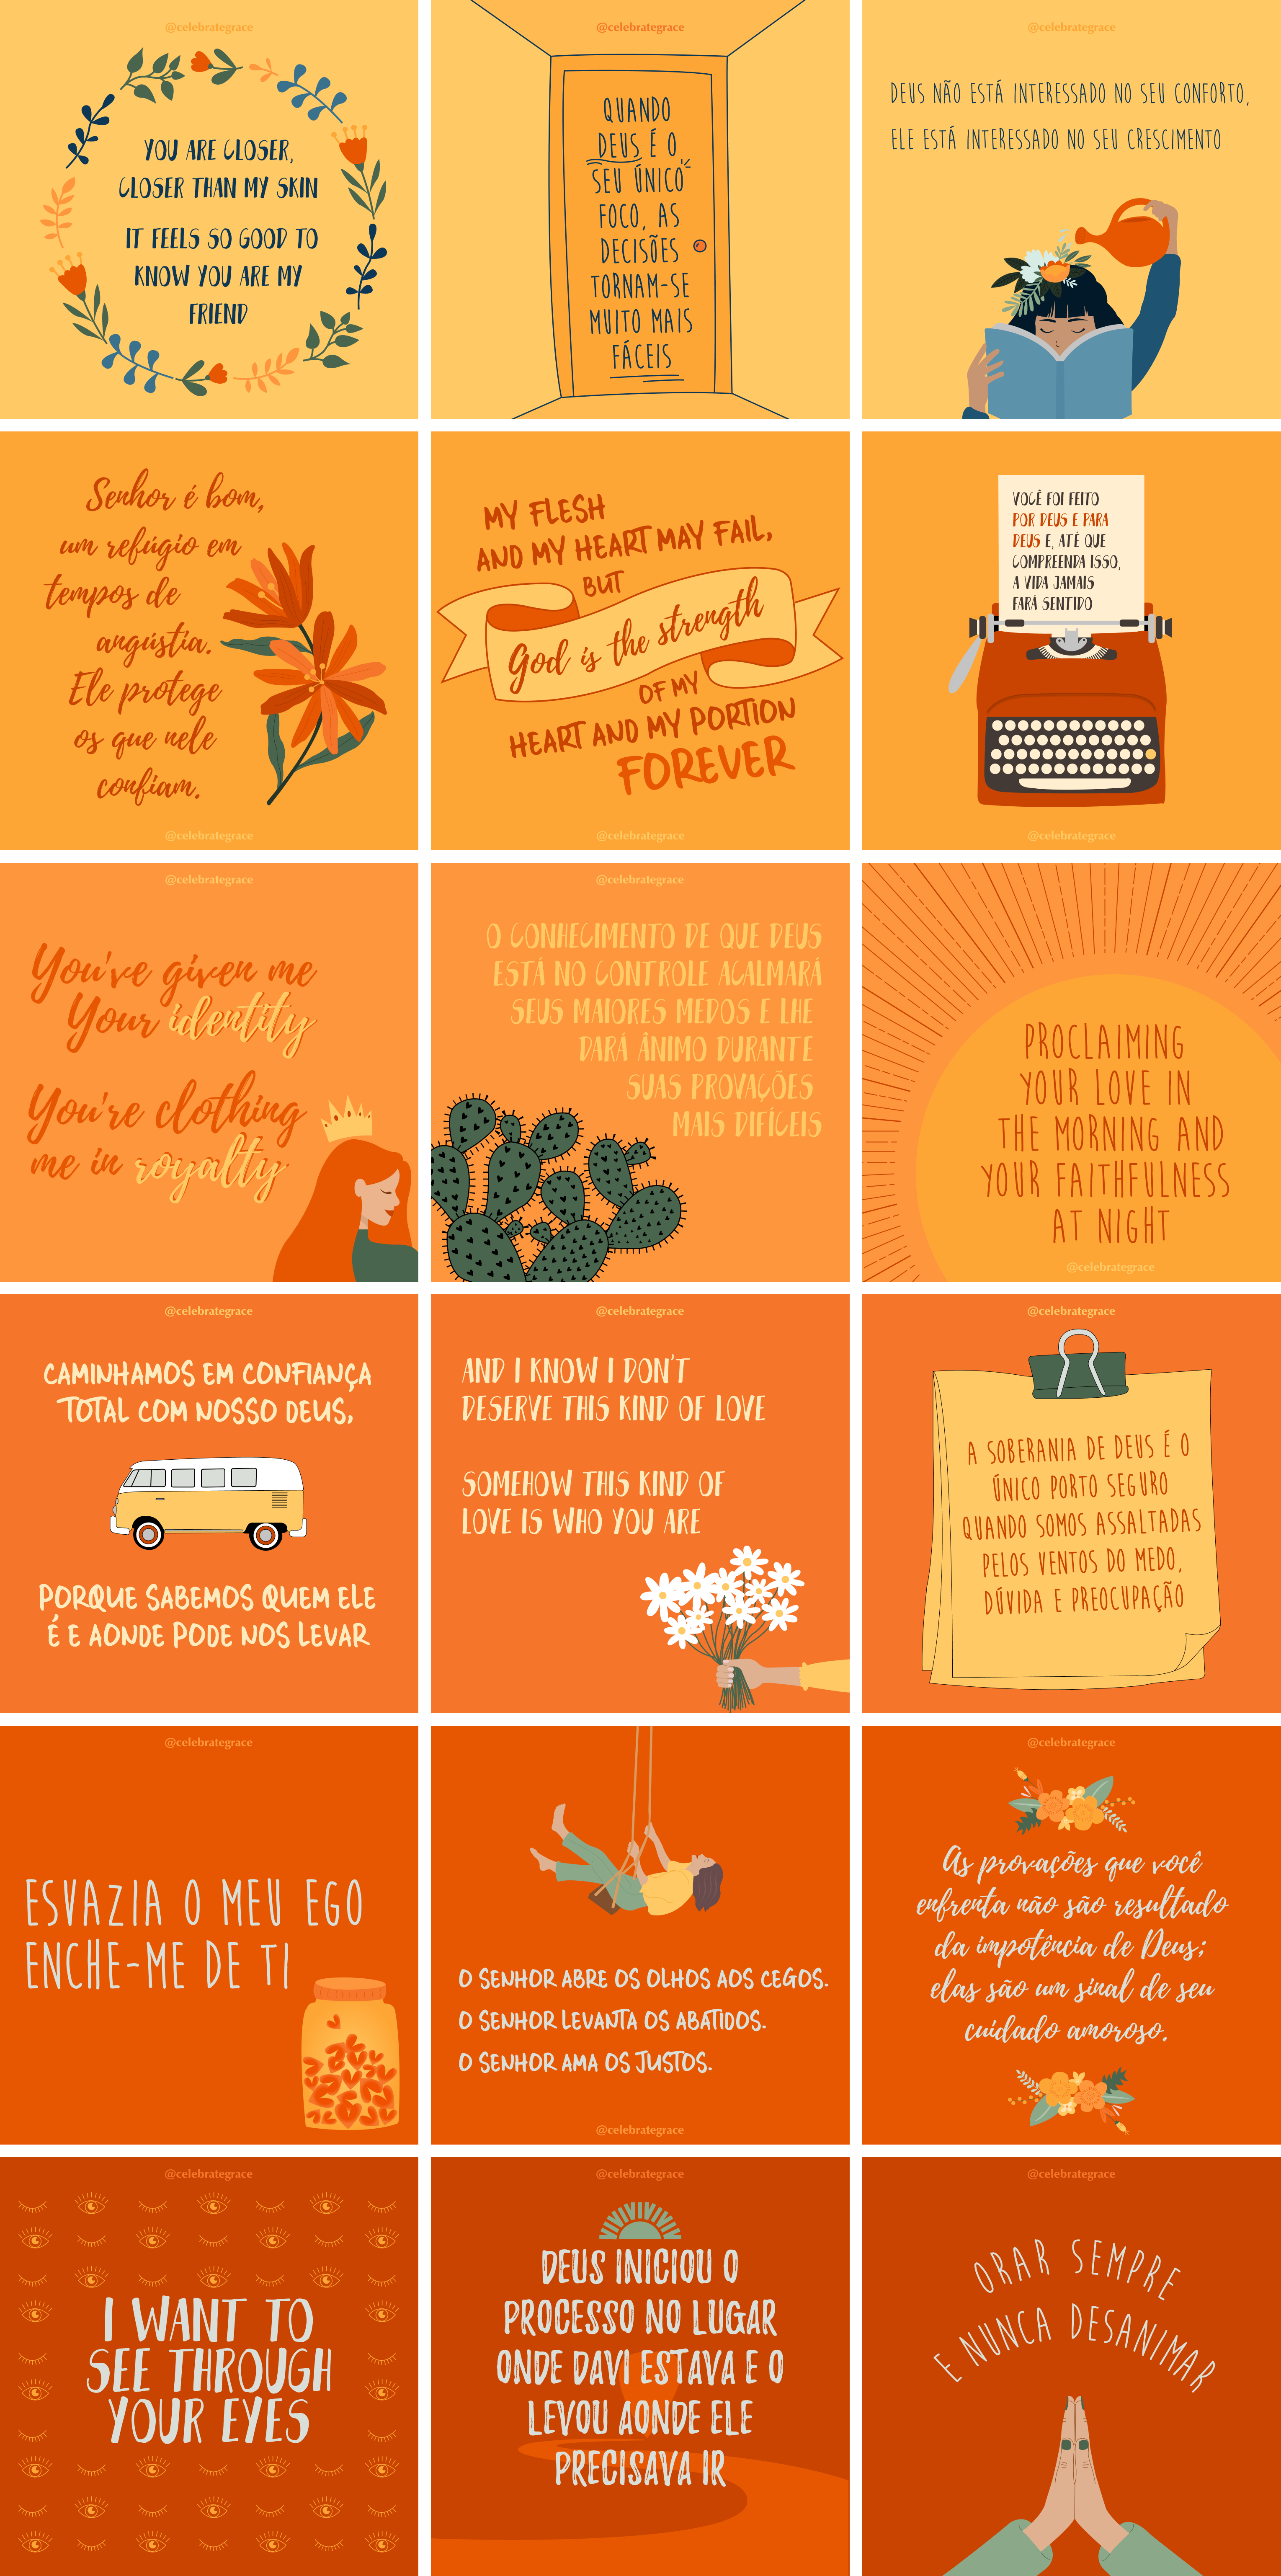 @celebrategrace
YOU ARE CLOSER,
CLOSER THAN MY SKIN
IT FEELS SO GOOD TO
KNOW YOU ARE MY
FRIEND
@celebrategrace
QUANDO
DEUS É O
SEU ÚNICO
FOCO, AS
DECISÕES
TORNAM-SE
MUITO MAIS
FÁCEIS
@celebrategrace
DEUS NÃO ESTÁ INTERESSADO NO SEU CONFORTO,
ELE ESTÁ INTERESSADO NO SEU CRESCIMENTO
Senhor é bom,
um refúgio em
tempos de
angústia.
Ele protege
os que nele
confiam.
@celebrategrace
MY FLESH
AND MY HEART MAY FAIL,
BUT
God is the strength
OF MY
HEART AND MY PORTION
FOREVER
@celebrategrace
VOCÊ FOI FEITO
POR DEUS E PARA
DEUS E, ATÉ QUE
COMPREENDA ISSO,
A VIDA JAMAIS
FARÁ SENTIDO
@celebrategrace
@celebrategrace
You've given me
Your identity
You're clothing
me in royalty
@celebrategrace
O CONHECIMENTO DE QUE DEUS
ESTÁ NO CONTROLE ACALMARÁ
SEUS MAIORES MEDOS E LHE
DARÁ ÂNIMO DURANTE
SUAS PROVAÇÕES
MAIS DIFÍCEIS
PROCLAIMING
YOUR LOVE IN
THE MORNING AND
YOUR FAITHFULNESS
AT NIGHT
@celebrategrace
@celebrategrace
CAMINHAMOS EM CONFIANÇA
TOTAL COM NOSSO DEUS,
PORQUE SABEMOS QUEM ELE
É E AONDE PODE NOS LEVAR
@celebrategrace
AND I KNOW I DON'T
DESERVE THIS KIND OF LOVE
SOMEHOW THIS KIND OF
LOVE IS WHO YOU ARE
@celebrategrace
A SOBERANIA DE DEUS É O
ÚNICO PORTO SEGURO
QUANDO SOMOS ASSALTADAS
PELOS VENTOS DO MEDO,
DÚVIDA E PREOCUPAÇÃO
@celebrategrace
ESVAZIA O MEU EGO
ENCHE-ME DE TI
O SENHOR ABRE OS OLHOS AOS CEGOS.
O SENHOR LEVANTA OS ABATIDOS.
O SENHOR AMA OS JUSTOS.
@celebrategrace
@celebrategrace
As provações que você
enfrenta não são resultado
da impotência de Deus;
elas são um sinal de seu
cuidado amoroso.
@celebrategrace
I WANT TO
SEE THROUGH
YOUR EYES
@celebrategrace
DEUS INICIOU O
PROCESSO NO LUGAR
ONDE DAVI ESTAVA E O
LEVOU AONDE ELE
PRECISAVA IR
@celebrategrace
ORAR SEMPRE
E NUNCA DESANIMAR